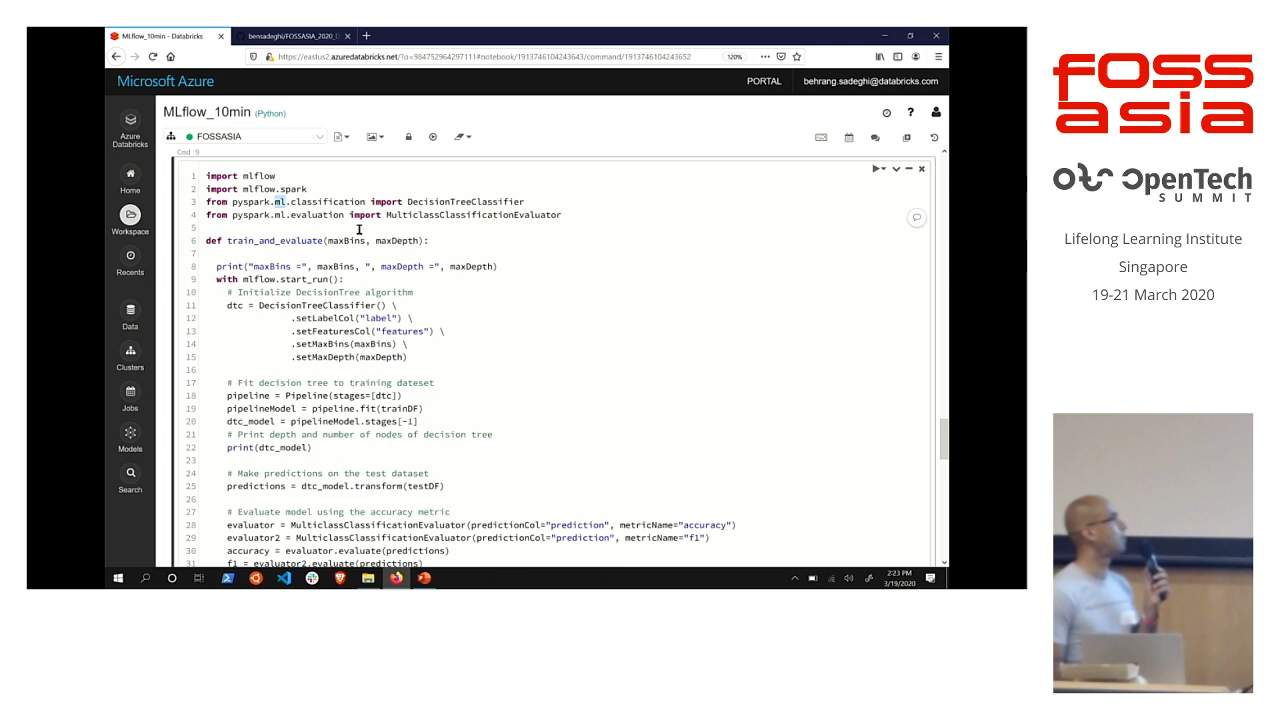 MLflow_10min - Databricks
bensadeghi/FOSSASIA_2020_D
https://eastus2.azuredatabricks.net/?o=984752964297111#notebook/1913746104243643/command/1913746104243652
120%
Microsoft Azure
PORTAL
behrang.sadeghi@databricks.com
MLflow_10min (Python)
FOSSASIA
Azure
Databricks
Home
Workspace
Recents
Data
Clusters
Jobs
Models
Search
Cmd 9
1 import mlflow
2 import mlflow.spark
3 from pyspark.ml.classification import DecisionTreeClassifier
4 from pyspark.ml.evaluation import MulticlassClassificationEvaluator
5
6 def train_and_evaluate(maxBins, maxDepth):
7
8 print("maxBins =", maxBins, ", maxDepth =", maxDepth)
9 with mlflow.start_run():
10 # Initialize DecisionTree algorithm
11 dtc = DecisionTreeClassifier() \
12 .setLabelCol("label") \
13 .setFeaturesCol("features") \
14 .setMaxBins(maxBins) \
15 .setMaxDepth(maxDepth)
16
17 # Fit decision tree to training dateset
18 pipeline = Pipeline(stages=[dtc])
19 pipelineModel = pipeline.fit(trainDF)
20 dtc_model = pipelineModel.stages[-1]
21 # Print depth and number of nodes of decision tree
22 print(dtc_model)
23
24 # Make predictions on the test dataset
25 predictions = dtc_model.transform(testDF)
26
27 # Evaluate model using the accuracy metric
28 evaluator = MulticlassClassificationEvaluator(predictionCol="prediction", metricName="accuracy")
29 evaluator2 = MulticlassClassificationEvaluator(predictionCol="prediction", metricName="f1")
30 accuracy = evaluator.evaluate(predictions)
31 f1 = evaluator2.evaluate(predictions)
2:23 PM
3/19/2020
FOSS
asia
OpenTech
SUMMIT
Lifelong Learning Institute
Singapore
19-21 March 2020